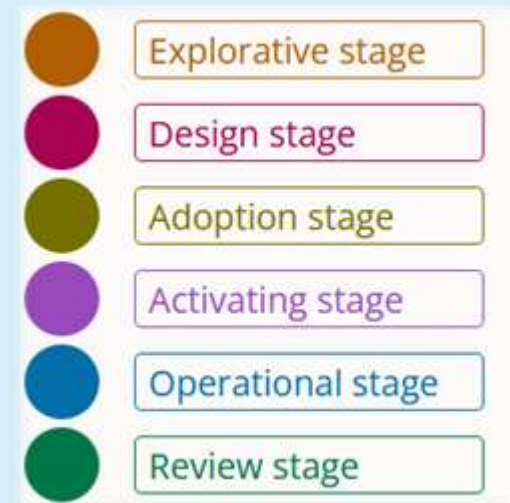 Explorative stage
Design stage
Adoption stage
Activating stage
Operational stage
Review stage